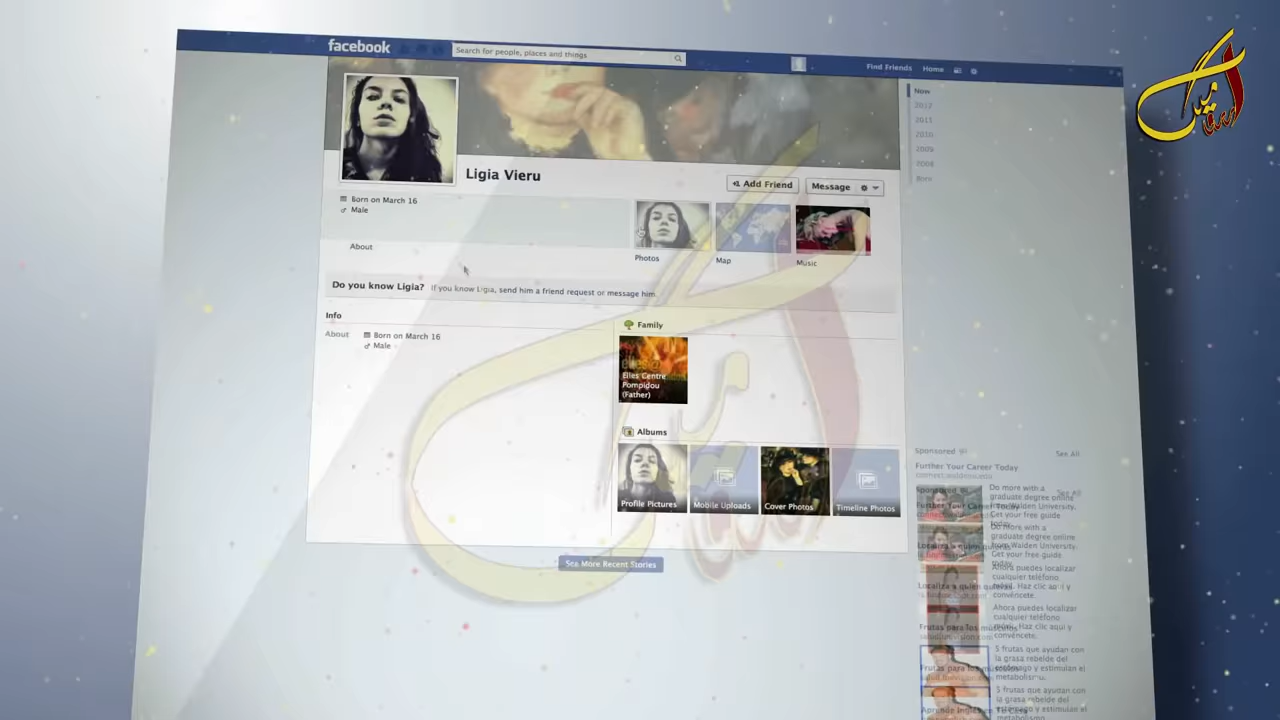 facebook
Search for people, places and things
Find Friends
Home
Now
2012
2011
2010
2009
2008
Born
Ligia Vieru
+1 Add Friend
Message
Born on March 16
Male
About
Photos
Map
Music
Do you know Ligia? If you know Ligia, send him a friend request or message him.
Info
About
Born on March 16
Male
Family
Elles Centre
Pompidou
(Father)
Albums
Profile Pictures
Mobile Uploads
Cover Photos
Timeline Photos
See More Recent Stories
Sponsored
See All
Further Your Career Today
connect.waldenu.edu
Do more with a
graduate degree online
from Walden University.
Get your free guide
today.
Ahora puedes localizar
cualquier teléfono
móvil. Haz clic aquí y
convéncete.
5 frutas que ayudan con
la grasa rebelde del
estómago y estimulan el
metabolismo.